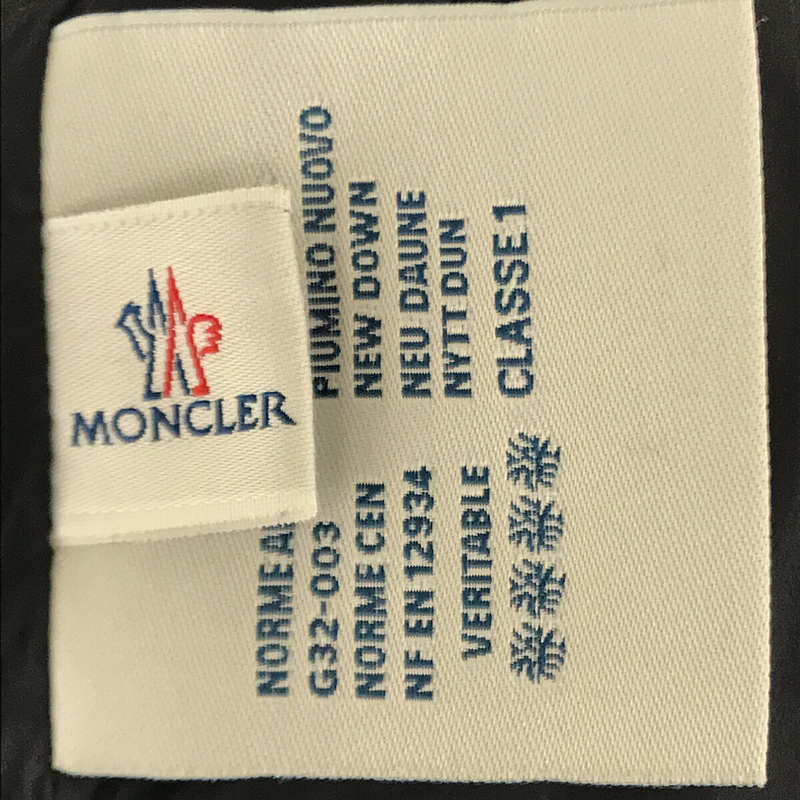 MONCLER
NORME
G32-003
NORME CEN
NF EN 12934
VERITABLE
PIUMINO NUOVO
NEW DOWN
NEU DAUNE
NYTT DUN
CLASSE 1